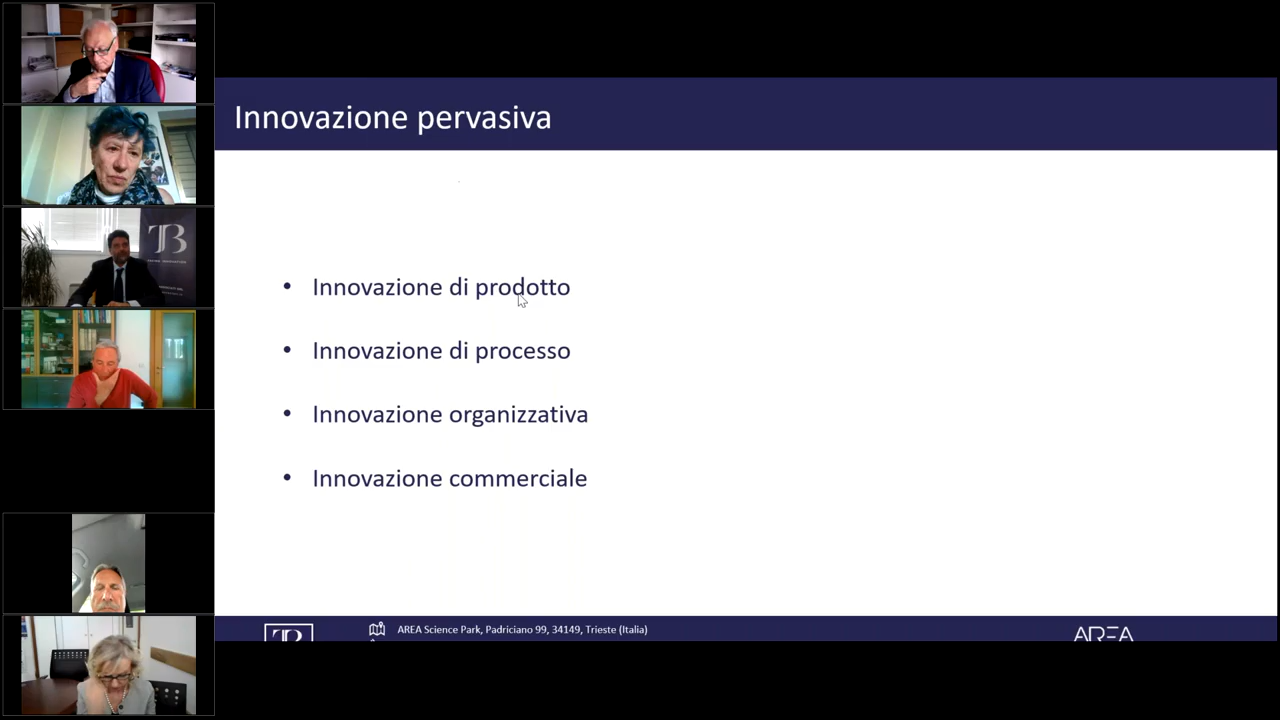 Innovazione pervasiva
TB
• Innovazione di prodotto
• Innovazione di processo
• Innovazione organizzativa
• Innovazione commerciale
AREA Science Park, Padriciano 99, 34149, Trieste (Italia)
AREA